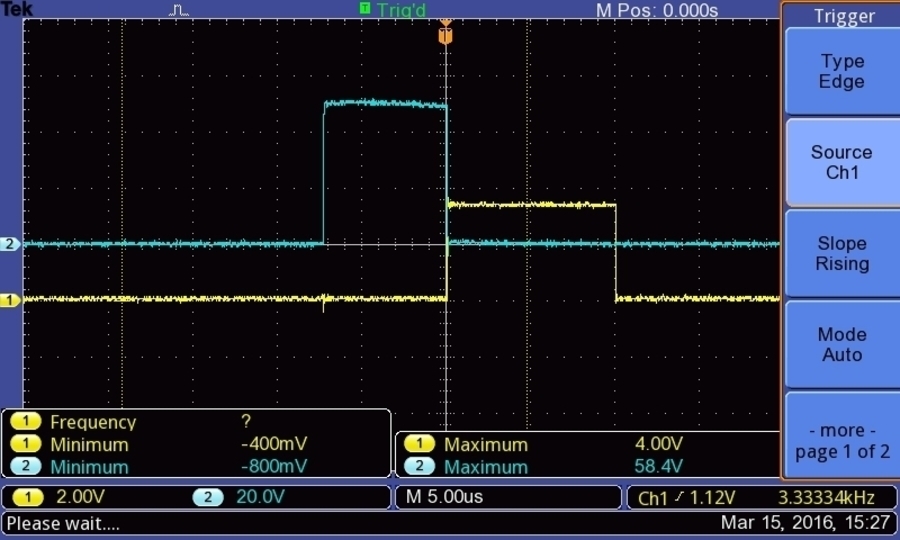 Tek Trig'd M Pos: 0.000s
T
Trigger
Type
Edge
Source
Ch1
Slope
Rising
Mode
Auto
- more -
page 1 of 2
2
1
1 Frequency ?
1 Minimum -400mV
2 Minimum -800mV
1 Maximum 4.00V
2 Maximum 58.4V
1 2.00V 2 20.0V M 5.00us Ch1 1.12V 3.33334kHz
Please wait.... Mar 15, 2016, 15:27